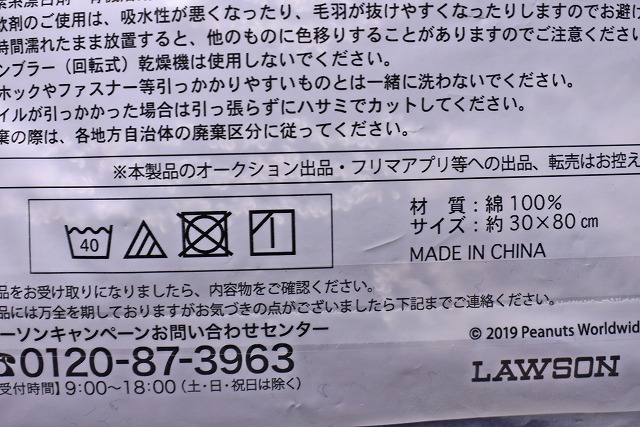 軟剤のご使用は、吸水性が悪くなったり、毛羽が抜けやすくなったりしますのでお避け
時間濡れたまま放置すると、他のものに色移りすることがありますのでご注意ください
ンブラー（回転式）乾燥機は使用しないでください。
ホックやファスナー等引っかかりやすいものとは一緒に洗わないでください。
イルが引っかかった場合は引っ張らずにハサミでカットしてください。
棄の際は、各地方自治体の廃棄区分に従ってください。
※本製品のオークション出品・フリマアプリ等への出品、転売はお控え
40
材 質：綿 100%
サイズ：約 30×80 ㎝
MADE IN CHINA
品をお受け取りになりましたら、内容物をご確認ください。
品には万全を期しておりますがお気づきの点がございましたら下記までご連絡ください。
ーソンキャンペーンお問い合わせセンター
☎0120-87-3963
受付時間】9:00～18:00（土・日・祝日は除く）
© 2019 Peanuts Worldwide
LAWSON